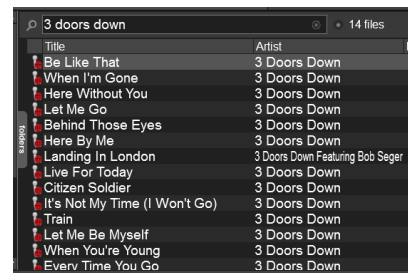 3 doors down 14 files
Title Artist
Be Like That 3 Doors Down
When I'm Gone 3 Doors Down
Here Without You 3 Doors Down
Let Me Go 3 Doors Down
Behind Those Eyes 3 Doors Down
folders
Here By Me 3 Doors Down
Landing In London 3 Doors Down Featuring Bob Seger
Live For Today 3 Doors Down
Citizen Soldier 3 Doors Down
It's Not My Time (I Won't Go) 3 Doors Down
Train 3 Doors Down
Let Me Be Myself 3 Doors Down
When You're Young 3 Doors Down
Every Time You Go 3 Doors Down